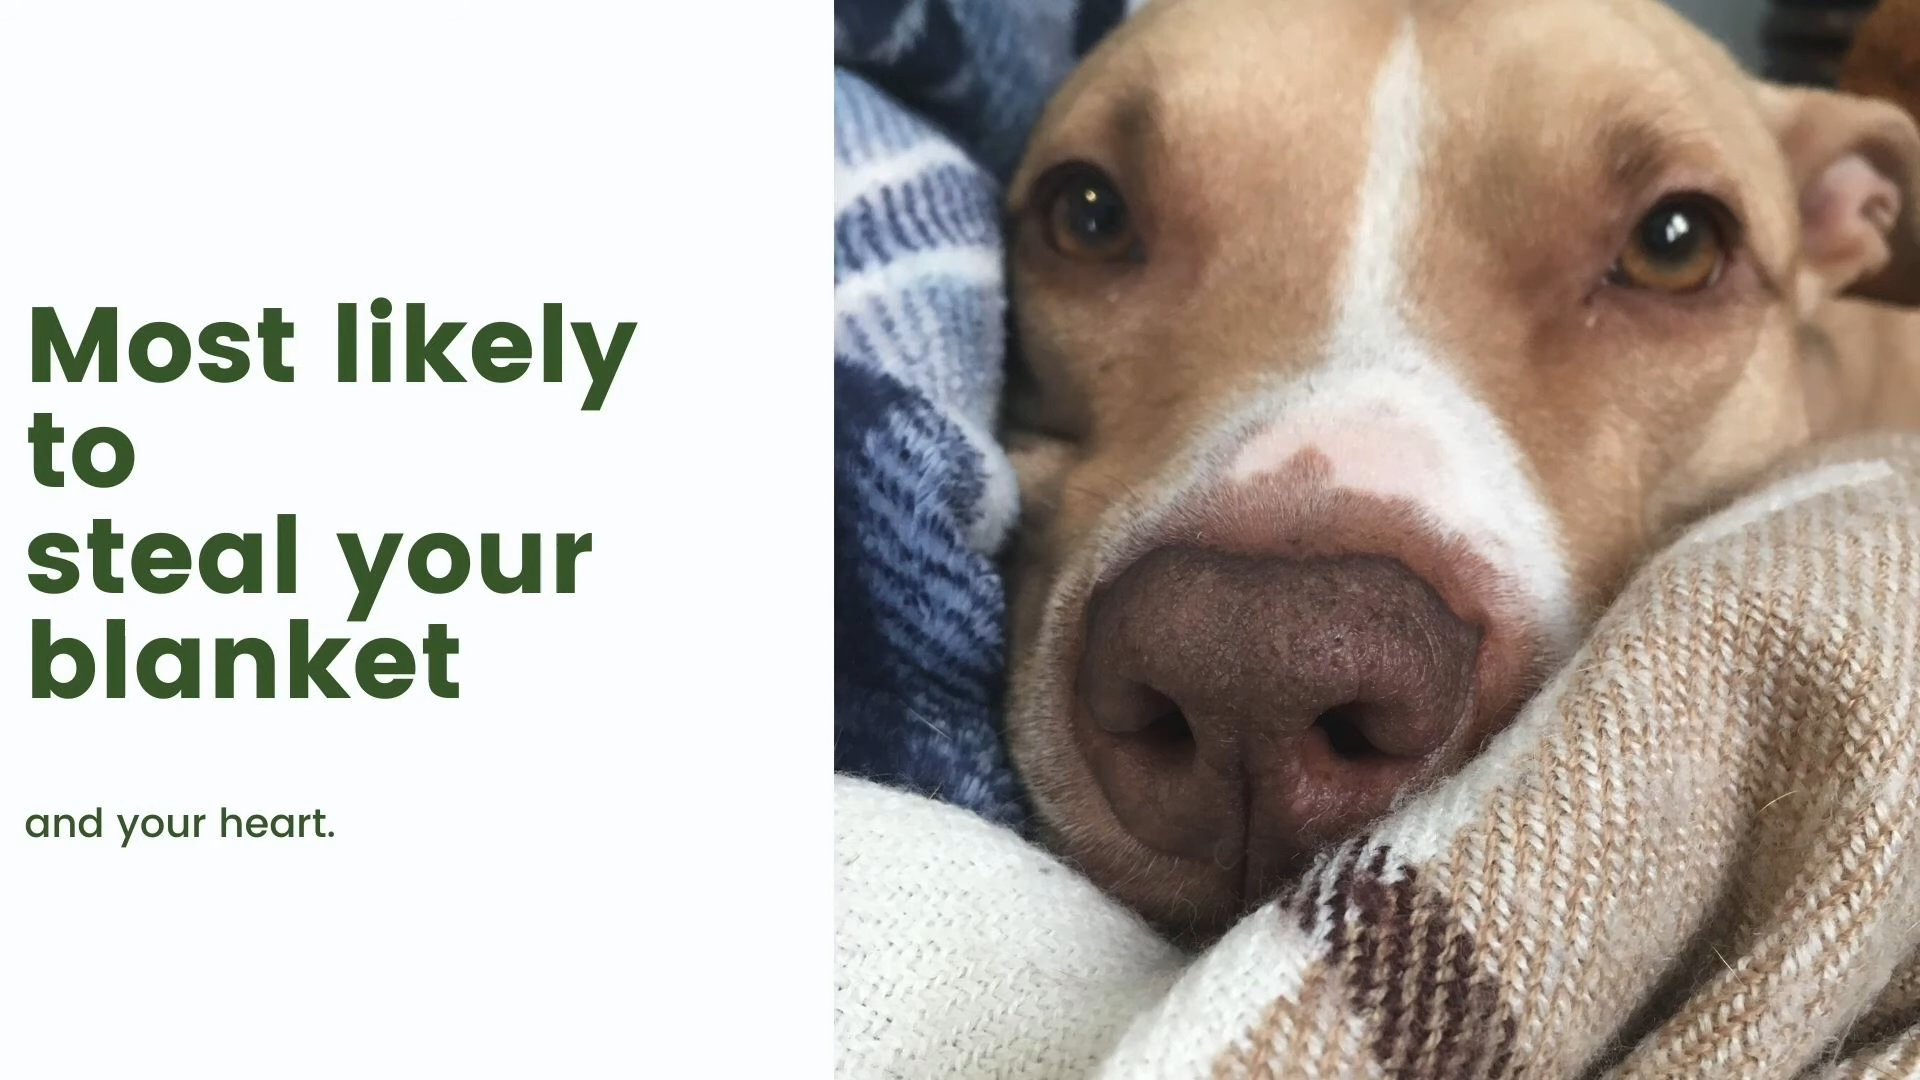 Most likely
to
steal your
blanket
and your heart.